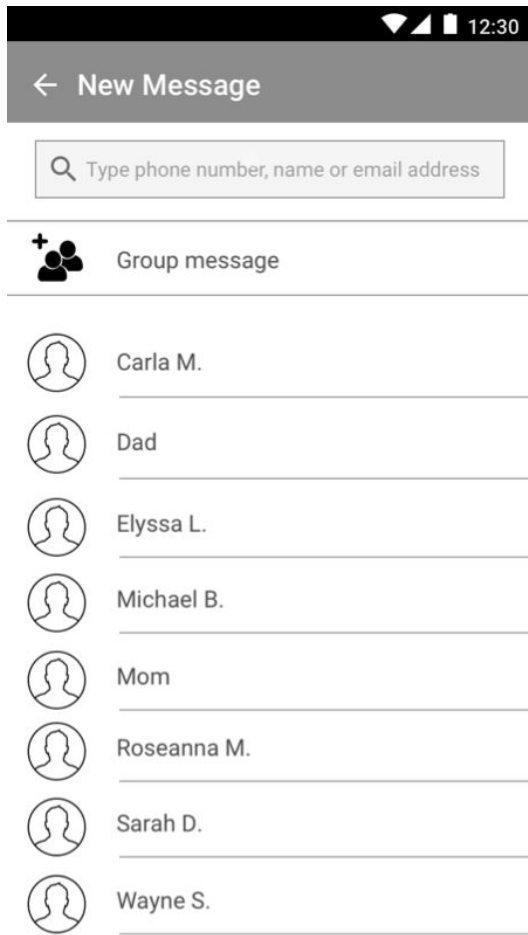 12:30
New Message
Type phone number, name or email address
Group message
Carla M.
Dad
Elyssa L.
Michael B.
Mom
Roseanna M.
Sarah D.
Wayne S.